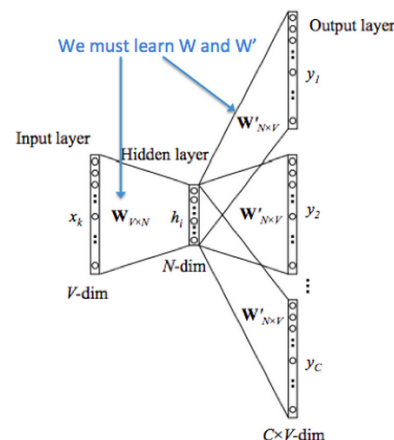 We must learn W and W'
Output layer
y1
W'N×V
Input layer
Hidden layer
xk
WV×N
hi
W'N×V
y2
N-dim
V-dim
W'N×V
yC
C×V-dim